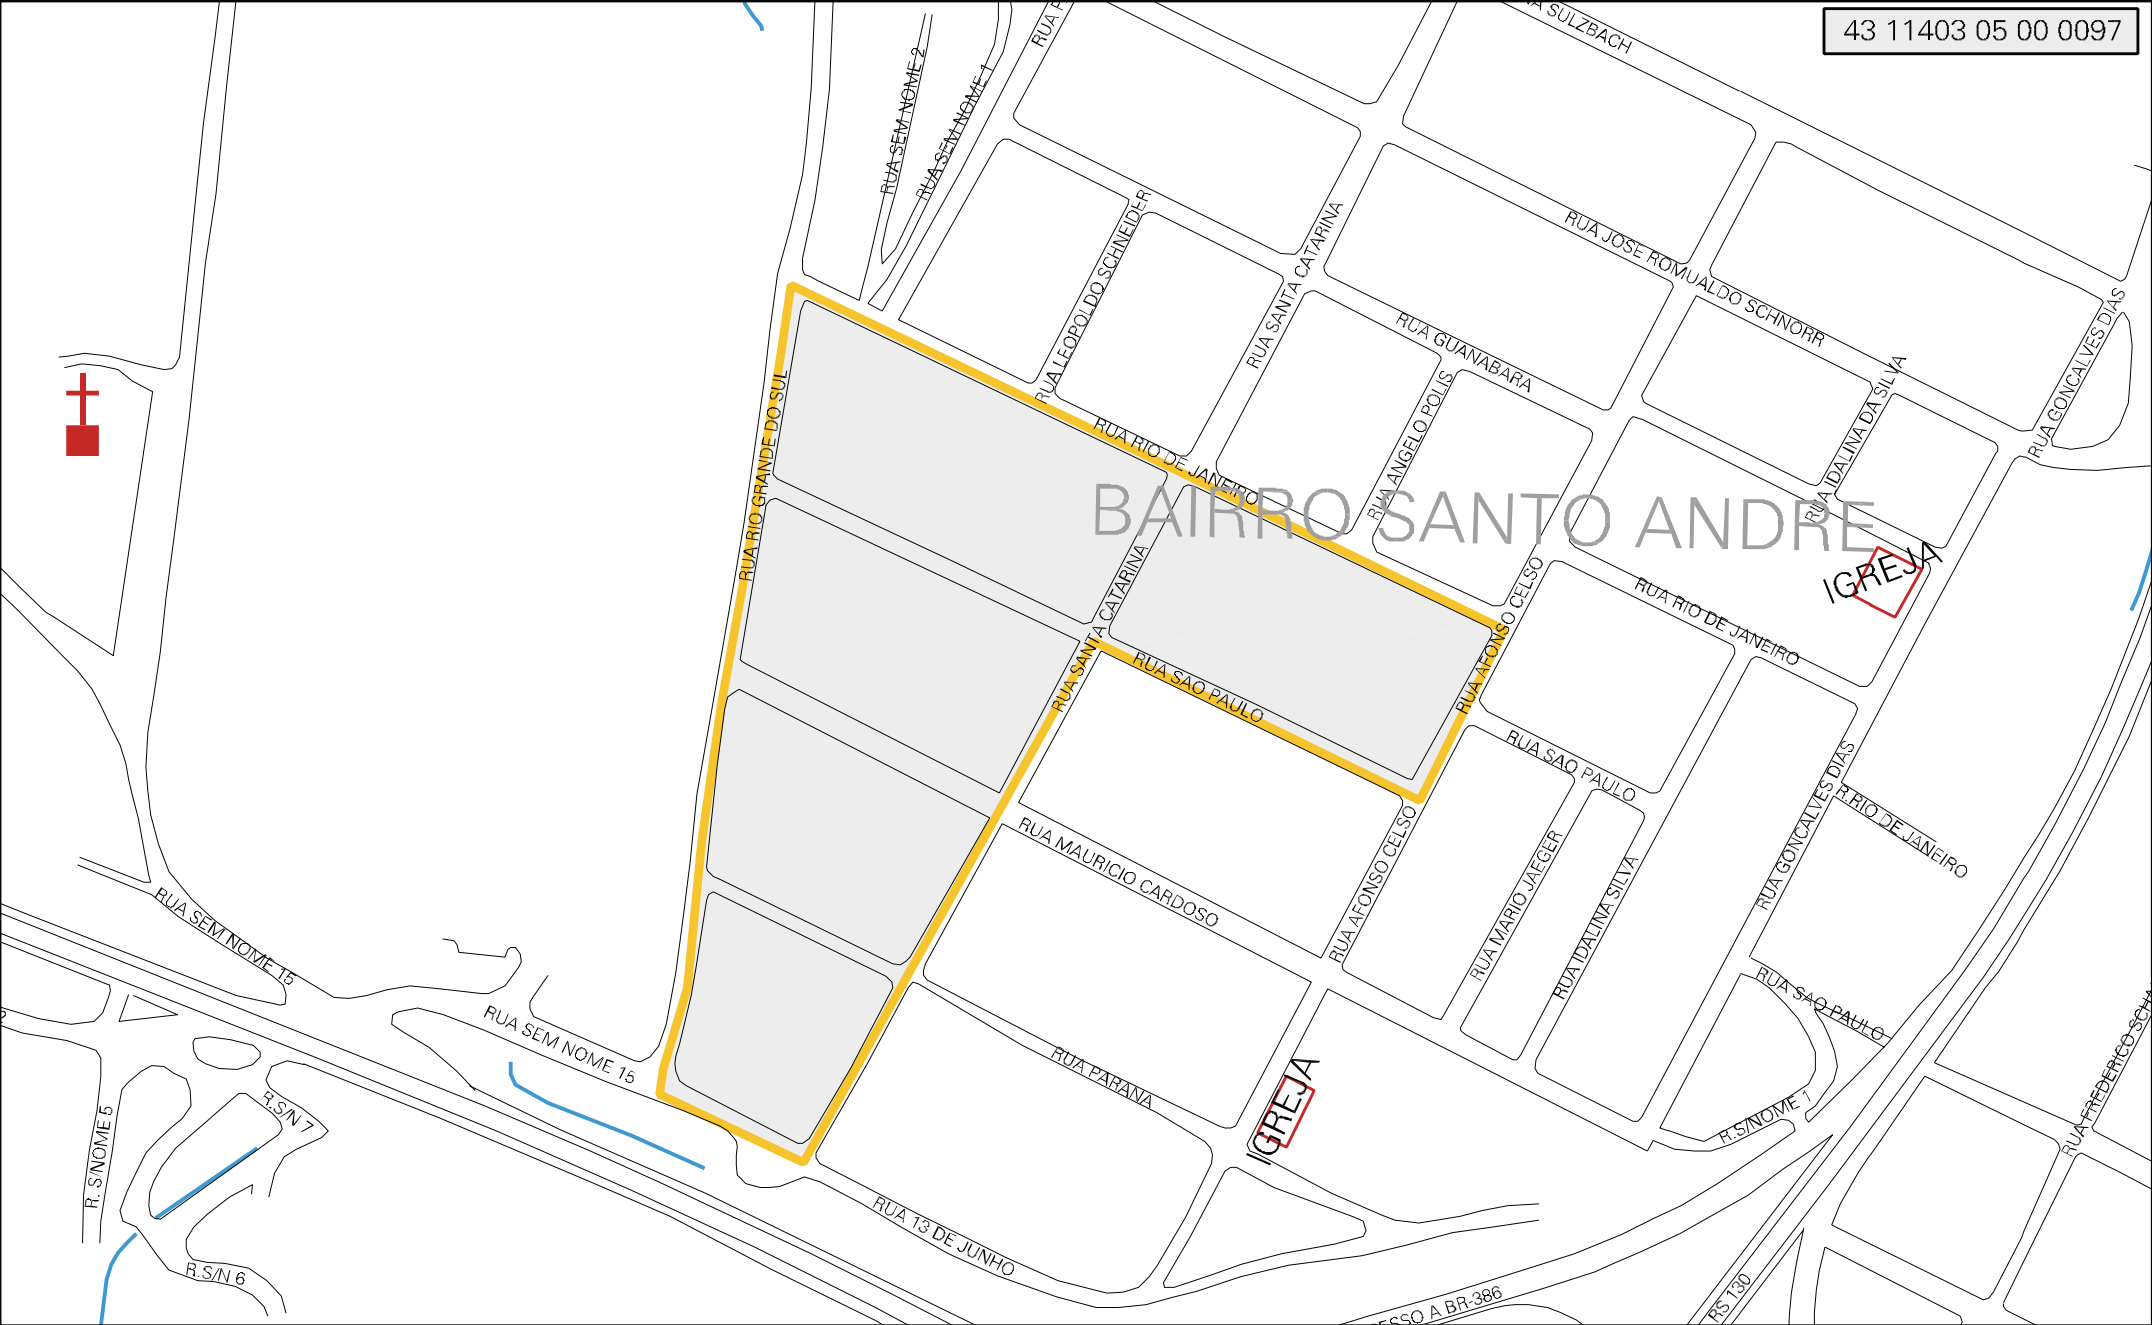 43 11403 05 00 0097
SULZBACH
RUA SEM NOME 2
RUA SEM NOME 1
RUA JOSE ROMUALDO SCHNORR
RUA SANTA CATARINA
RUA LEOPOLDO SCHNEIDER
RUA GUANABARA
RUA GONCALVES DIAS
RUA ANGELO POLIS
RUA IDALINA DA SILVA
RUA RIO GRANDE DO SUL
RUA RIO DE JANEIRO
BAIRRO SANTO ANDRE
IGREJA
RUA SANTA CATARINA
RUA AFONSO CELSO
RUA RIO DE JANEIRO
RUA SAO PAULO
RUA SAO PAULO
RUA GONCALVES DIAS
R.RIO DE JANEIRO
RUA MAURICIO CARDOSO
RUA AFONSO CELSO
RUA MARIO JAEGER
RUA IDALINA SILVA
RUA SEM NOME 15
RUA SAO PAULO
RUA SEM NOME 15
RUA PARANA
IGREJA
R.S/NOME 1
RUA FREDERICO SCHA
R. S/NOME 5
R.S/N 7
R.S/N 6
RUA 13 DE JUNHO
ESSO A BR-386
RS 130